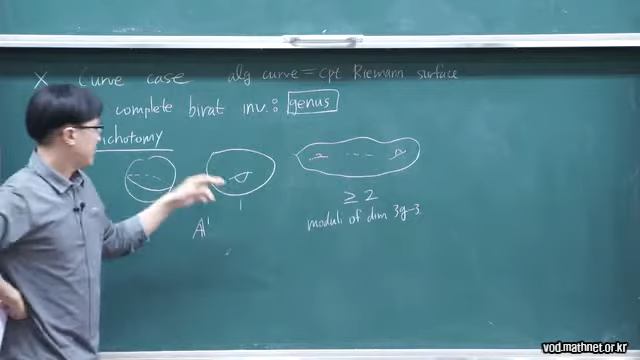 X Curve case alg curve = cpt Riemann surface
complete birat inv.: genus
ichotomy
1
≥ 2
A¹
moduli of dim 3g-3
vod.mathnet.or.kr